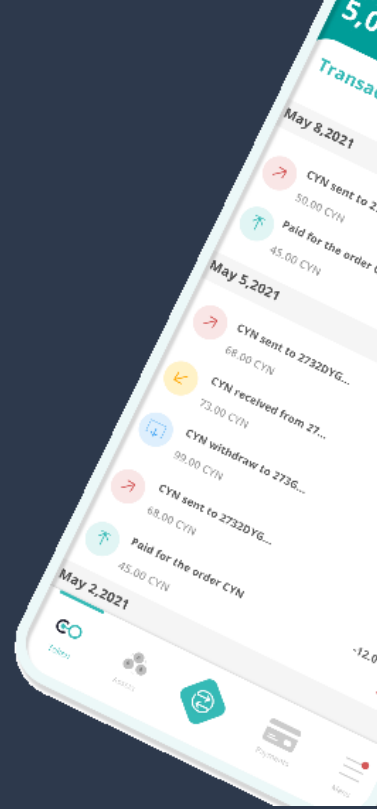 5,0
Transac
May 8,2021
CYN sent to 2
50.00 CYN
Paid for the order
45.00 CYN
May 5,2021
CYN sent to 2732DYG...
68.00 CYN
CYN received from 27...
73.00 CYN
CYN withdraw to 273G...
99.00 CYN
CYN sent to 2732DYG...
68.00 CYN
Paid for the order CYN
45.00 CYN
May 2,2021
-12.0
Token
Assets
Payments
Menu